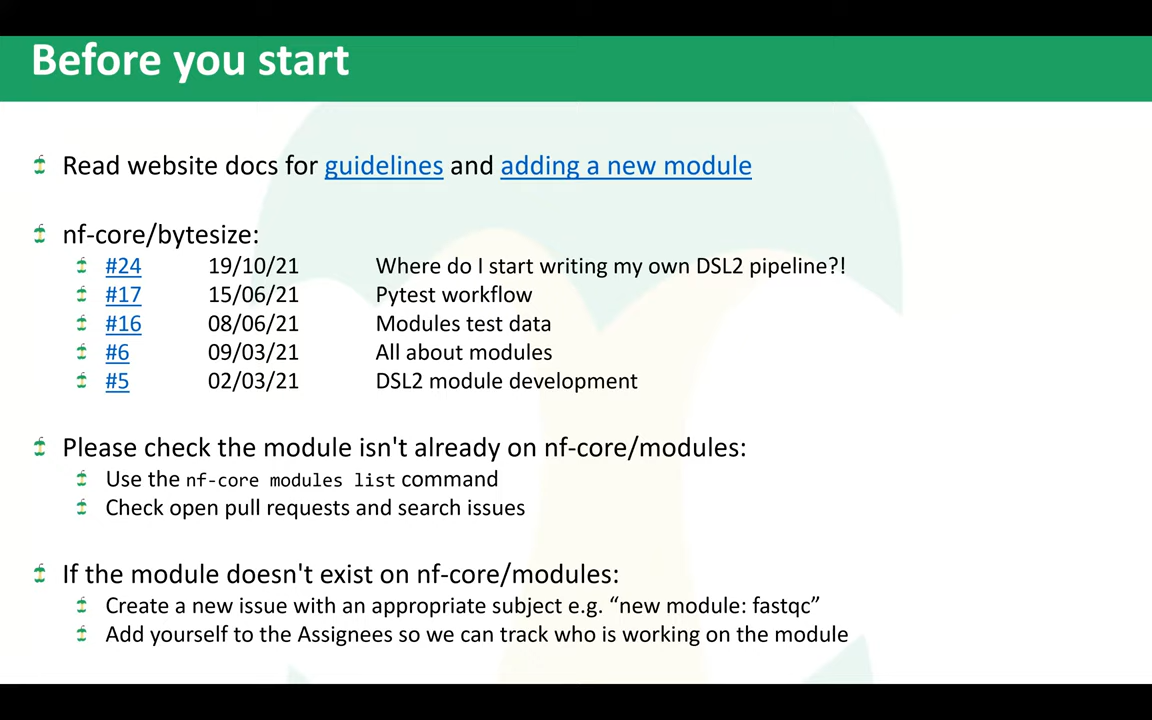 Before you start
Read website docs for guidelines and adding a new module
nf-core/bytesize:
#24 19/10/21 Where do I start writing my own DSL2 pipeline?!
#17 15/06/21 Pytest workflow
#16 08/06/21 Modules test data
#6 09/03/21 All about modules
#5 02/03/21 DSL2 module development
Please check the module isn't already on nf-core/modules:
Use the nf-core modules list command
Check open pull requests and search issues
If the module doesn't exist on nf-core/modules:
Create a new issue with an appropriate subject e.g. “new module: fastqc”
Add yourself to the Assignees so we can track who is working on the module